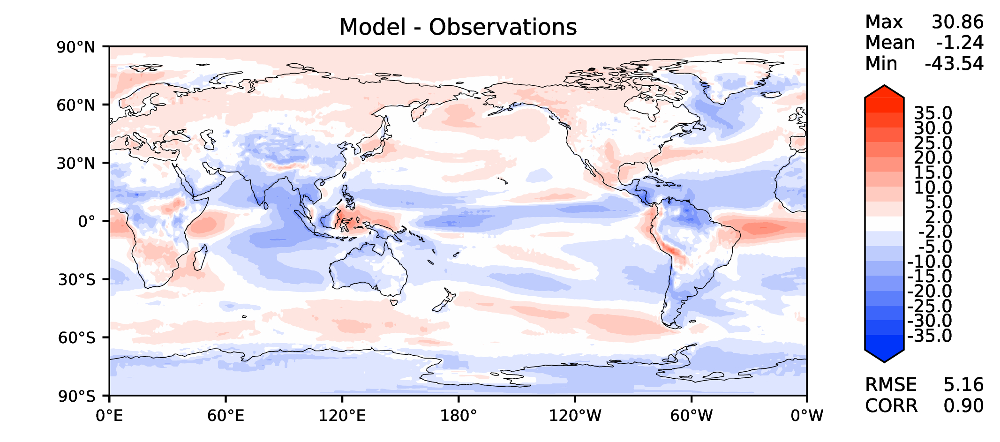 Model - Observations
Max 30.86
Mean -1.24
Min -43.54
90°N
60°N
30°N
0°
30°S
60°S
90°S
0°E 60°E 120°E 180° 120°W 60°W 0°W
35.0
30.0
25.0
20.0
15.0
10.0
5.0
2.0
-2.0
-5.0
-10.0
-15.0
-20.0
-25.0
-30.0
-35.0
RMSE 5.16
CORR 0.90